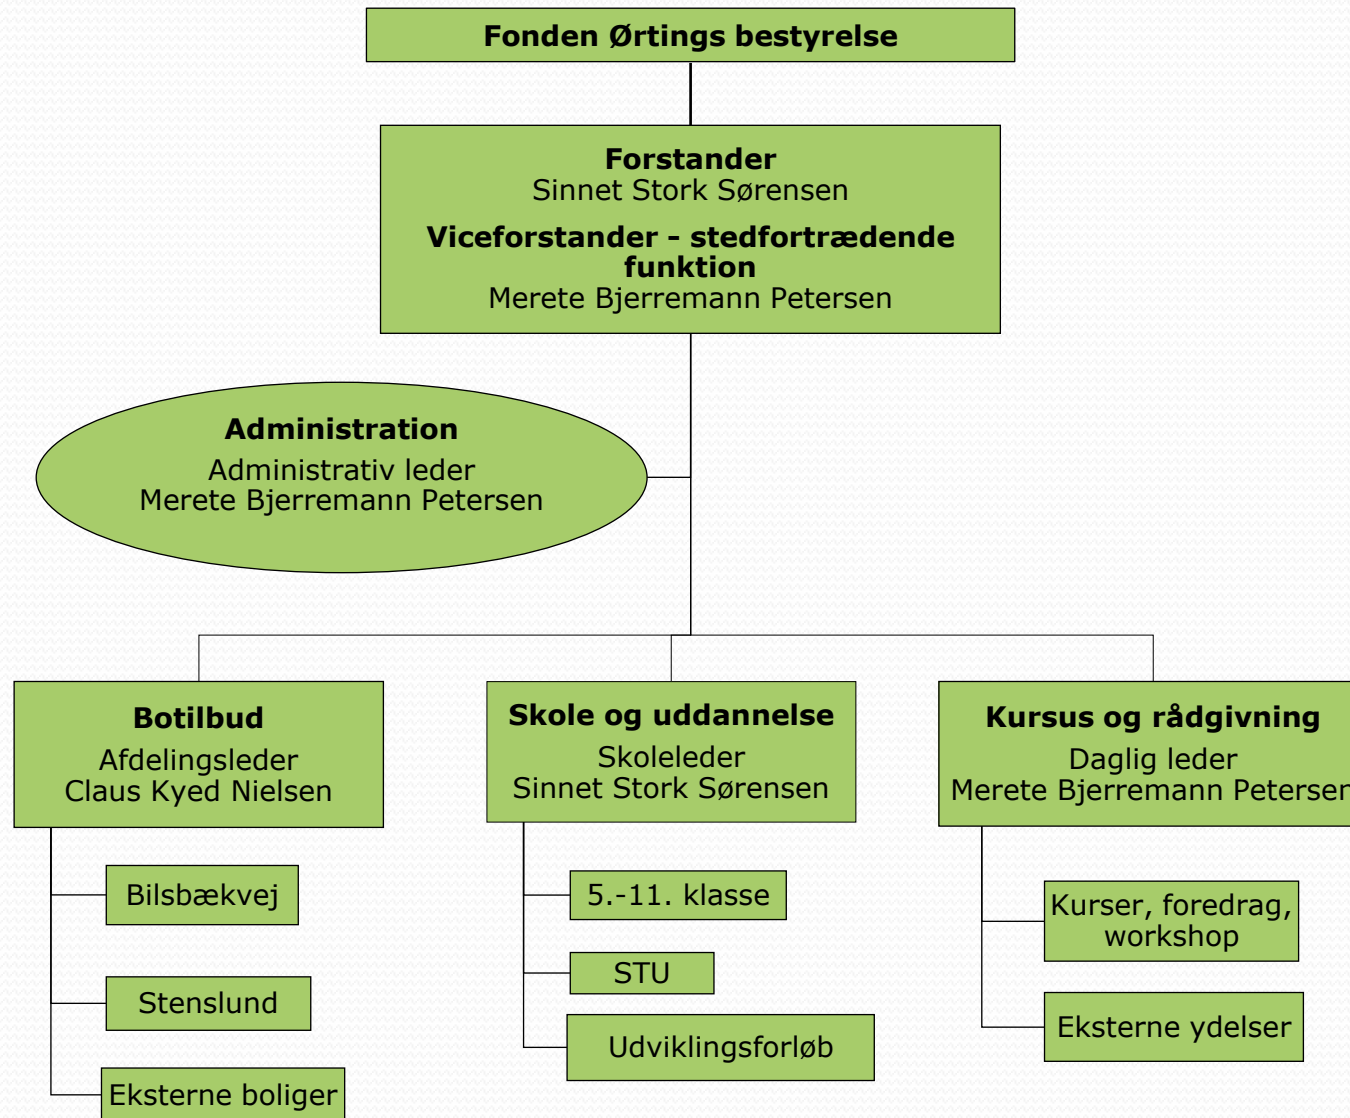 Fonden Ørtings bestyrelse
Forstander
Sinnet Stork Sørensen
Viceforstander - stedfortrædende
funktion
Merete Bjerremann Petersen
Administration
Administrativ leder
Merete Bjerremann Petersen
Botilbud
Afdelingsleder
Claus Kyed Nielsen
Bilsbækvej
Stenslund
Eksterne boliger
Skole og uddannelse
Skoleleder
Sinnet Stork Sørensen
5.-11. klasse
STU
Udviklingsforløb
Kursus og rådgivning
Daglig leder
Merete Bjerremann Petersen
Kurser, foredrag,
workshop
Eksterne ydelser